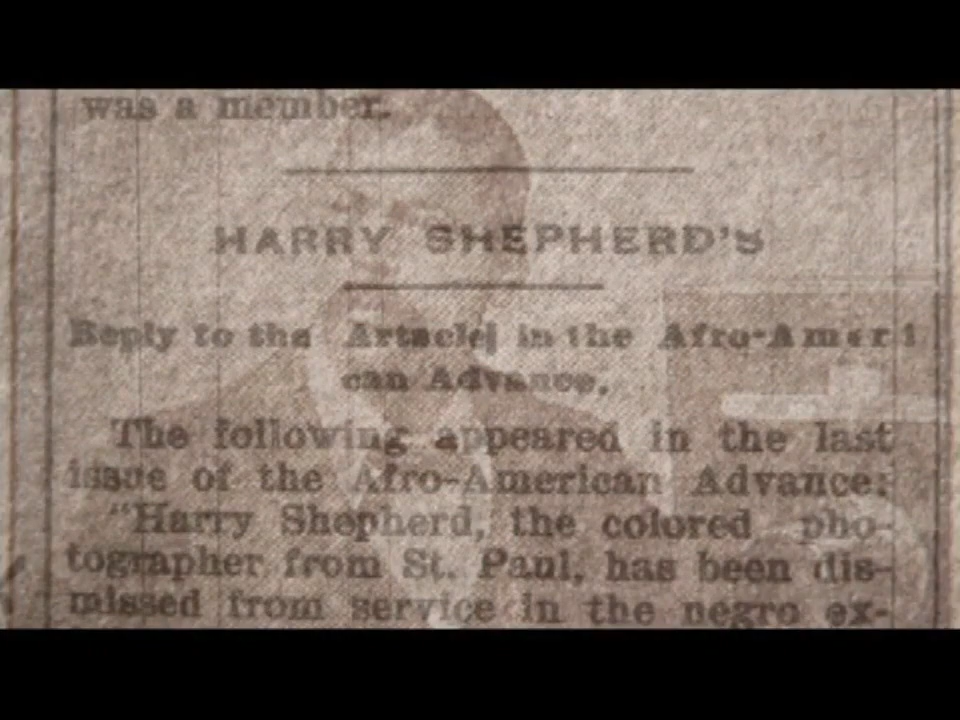 was a member.
HARRY SHEPHERD'S
Reply to the Artscle in the Afro-Ameri
can Advance.
The following appeared in the last
issue of the Afro-American Advance:
"Harry Shepherd, the colored pho-
tographer from St. Paul, has been dis-
missed from service in the negro ex-